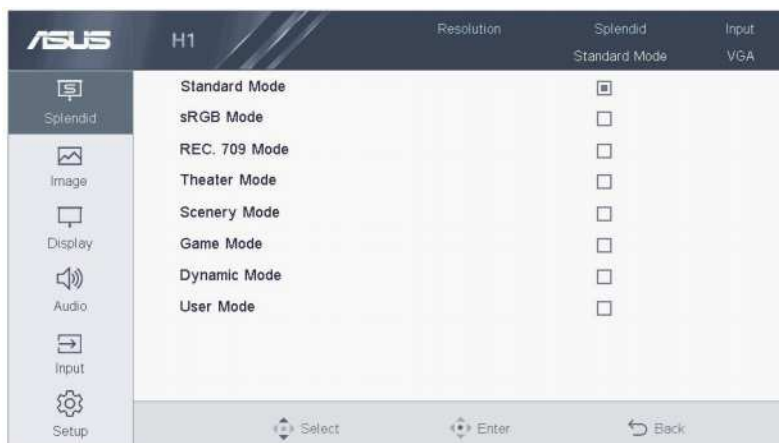 ASUS H1 Resolution Splendid Input
Standard Mode VGA
Splendid
Image
Display
Audio
Input
Setup
Standard Mode
sRGB Mode
REC. 709 Mode
Theater Mode
Scenery Mode
Game Mode
Dynamic Mode
User Mode
Select Enter Back